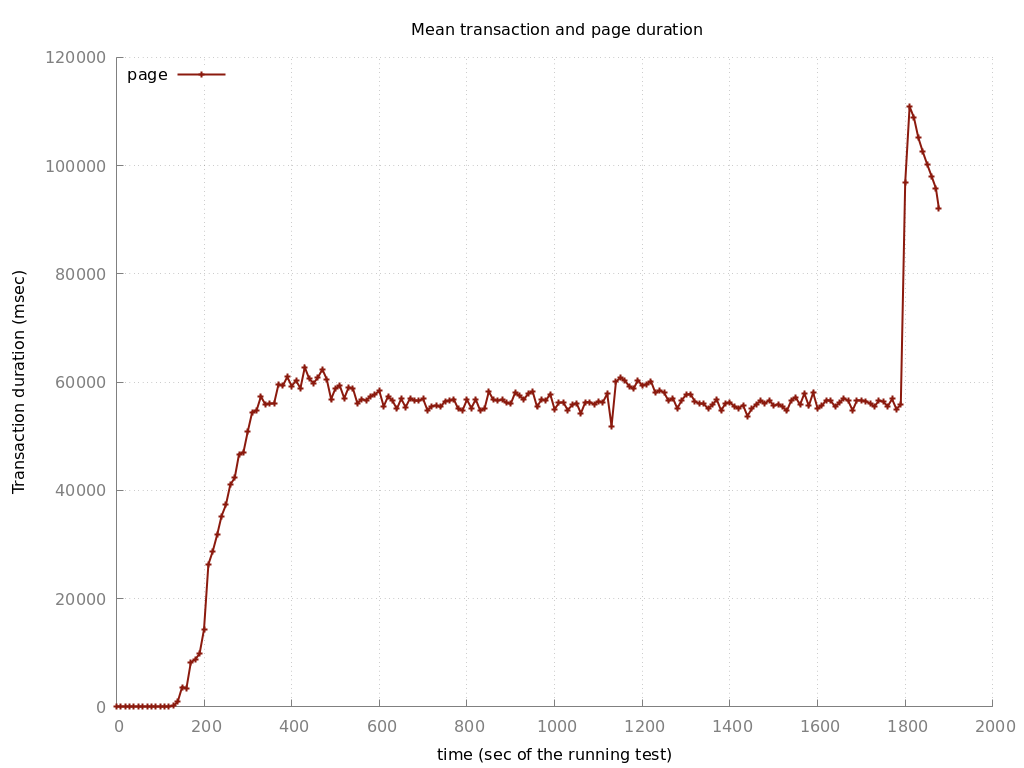 Mean transaction and page duration
120000
page
100000
80000
60000
40000
20000
0
Transaction duration (msec)
0 200 400 600 800 1000 1200 1400 1600 1800 2000
time (sec of the running test)